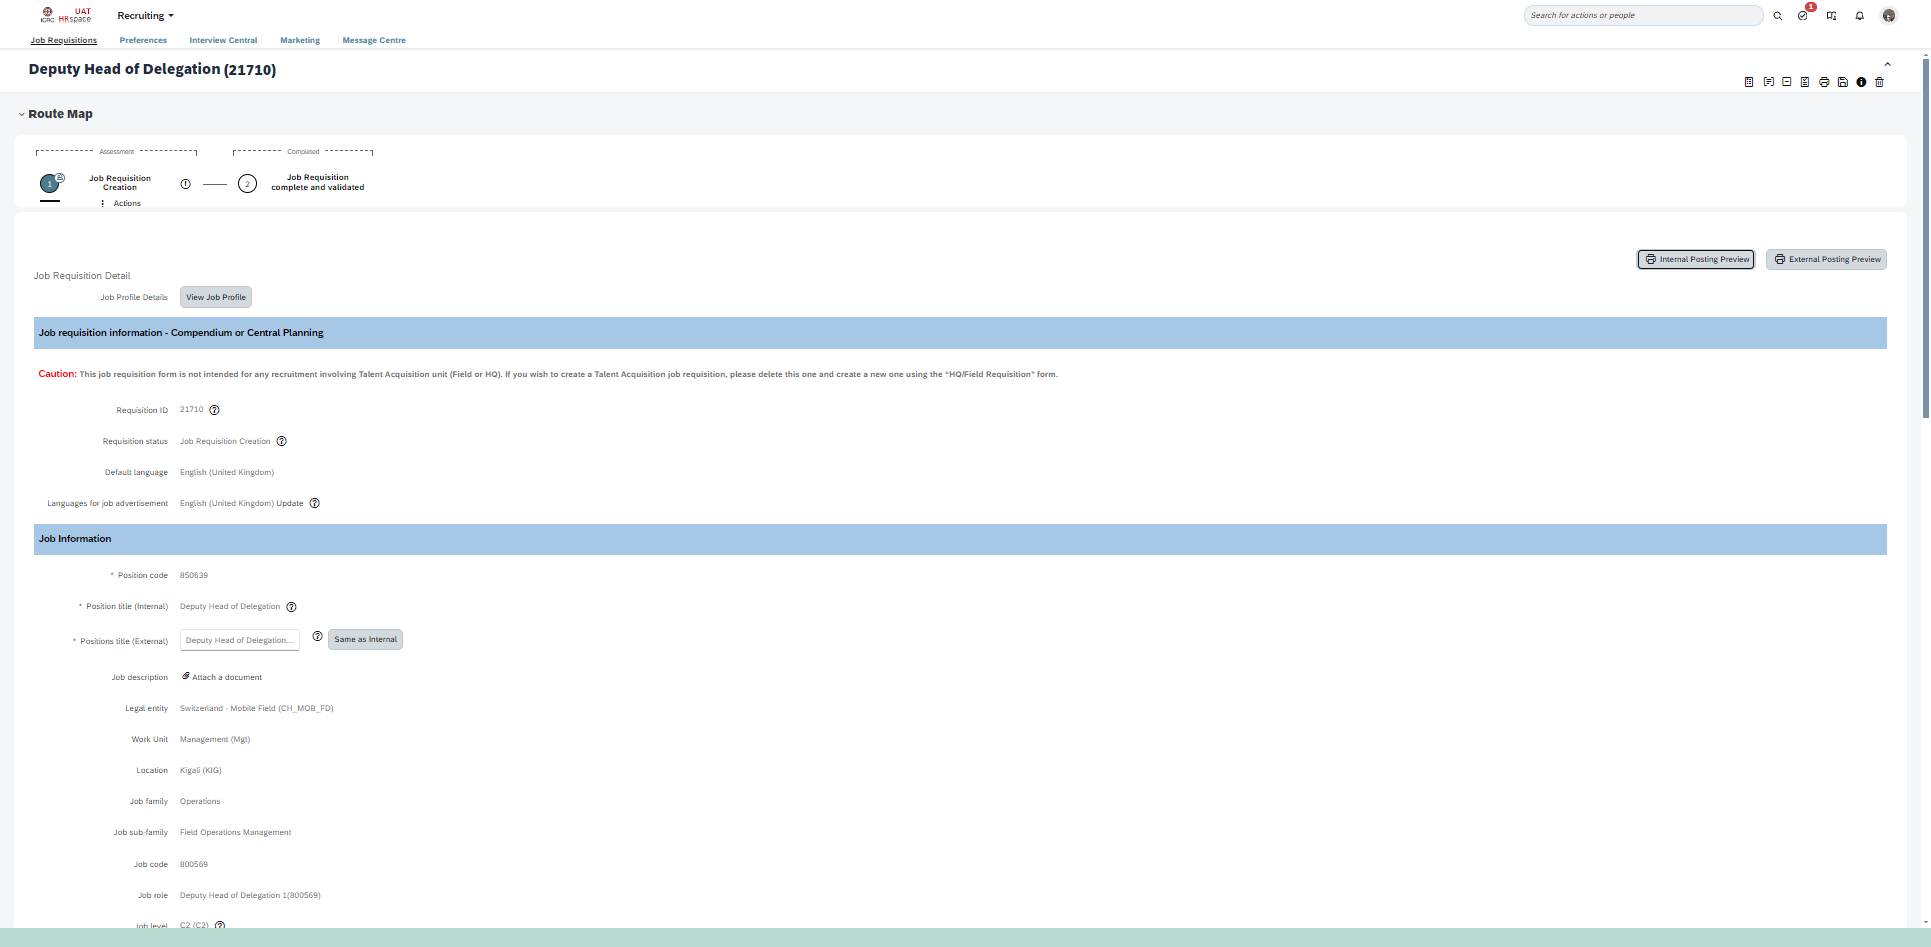 ICRC
UAT
HRspace
Recruiting
Search for actions or people
1
Job Requisitions Preferences Interview Central Marketing Message Centre
Deputy Head of Delegation (21710)
Route Map
Assessment Completed
1 Job Requisition Creation 1 2 Job Requisition complete and validated
Actions
Internal Posting Preview External Posting Preview
Job Requisition Detail
Job Profile Details View Job Profile
Job requisition information - Compendium or Central Planning
Caution: This job requisition form is not intended for any recruitment involving Talent Acquisition unit (Field or HQ). If you wish to create a Talent Acquisition job requisition, please delete this one and create a new one using the “HQ/Field Requisition” form.
Requisition ID 21710 ?
Requisition status Job Requisition Creation ?
Default language English (United Kingdom)
Languages for job advertisement English (United Kingdom) Update ?
Job Information
* Position code 850639
* Position title (Internal) Deputy Head of Delegation ?
* Positions title (External) Deputy Head of Delegation... ? Same as Internal
Job description Attach a document
Legal entity Switzerland - Mobile Field (CH_MOB_FD)
Work Unit Management (Mgt)
Location Kigali (KIG)
Job family Operations
Job sub-family Field Operations Management
Job code 800569
Job role Deputy Head of Delegation 1(800569)
Job level C2 (C2) ?